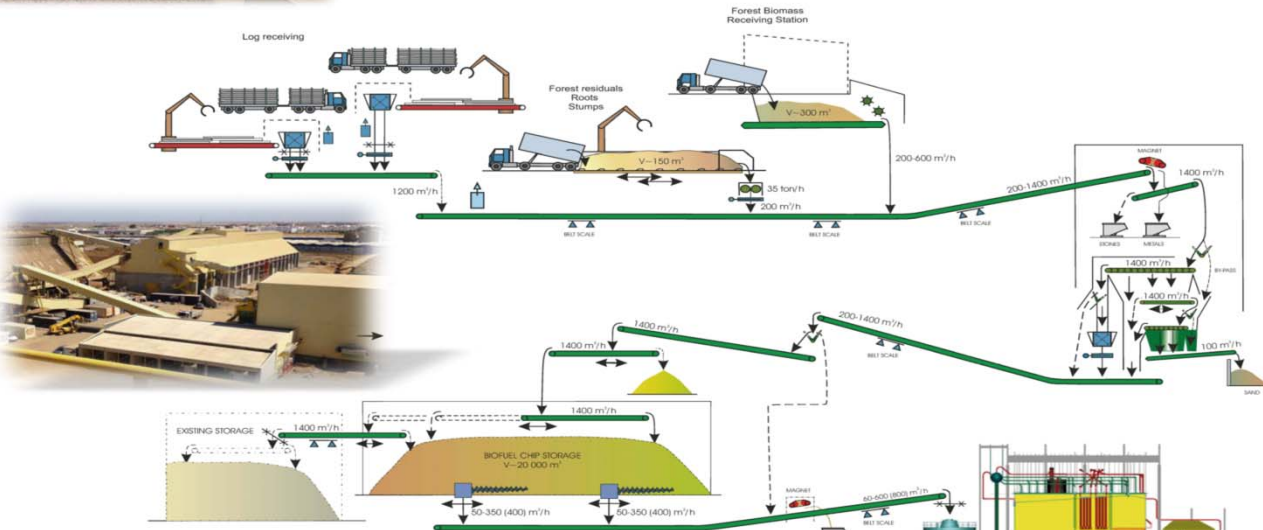 Forest Biomass
Receiving Station
Log receiving
Forest residuals
Roots
Stumps
V~300 m³
V~150 m³
200-600 m³/h
MAGNET
1400 m³/h
35 ton/h
200 m³/h
1200 m³/h
200-1400 m³/h
BELT SCALE
BELT SCALE
BELT SCALE
STONES
METALS
1400 m³/h
BY-PASS
1400 m³/h
1400 m³/h
200-1400 m³/h
1400 m³/h
BELT SCALE
100 m³/h
SAND
1400 m³/h
EXISTING STORAGE
1400 m³/h
BIOFUEL CHIP STORAGE
V~20 000 m³
MAGNET
60-600 (800) m³/h
50-350 (400) m³/h
50-350 (400) m³/h
BELT SCALE